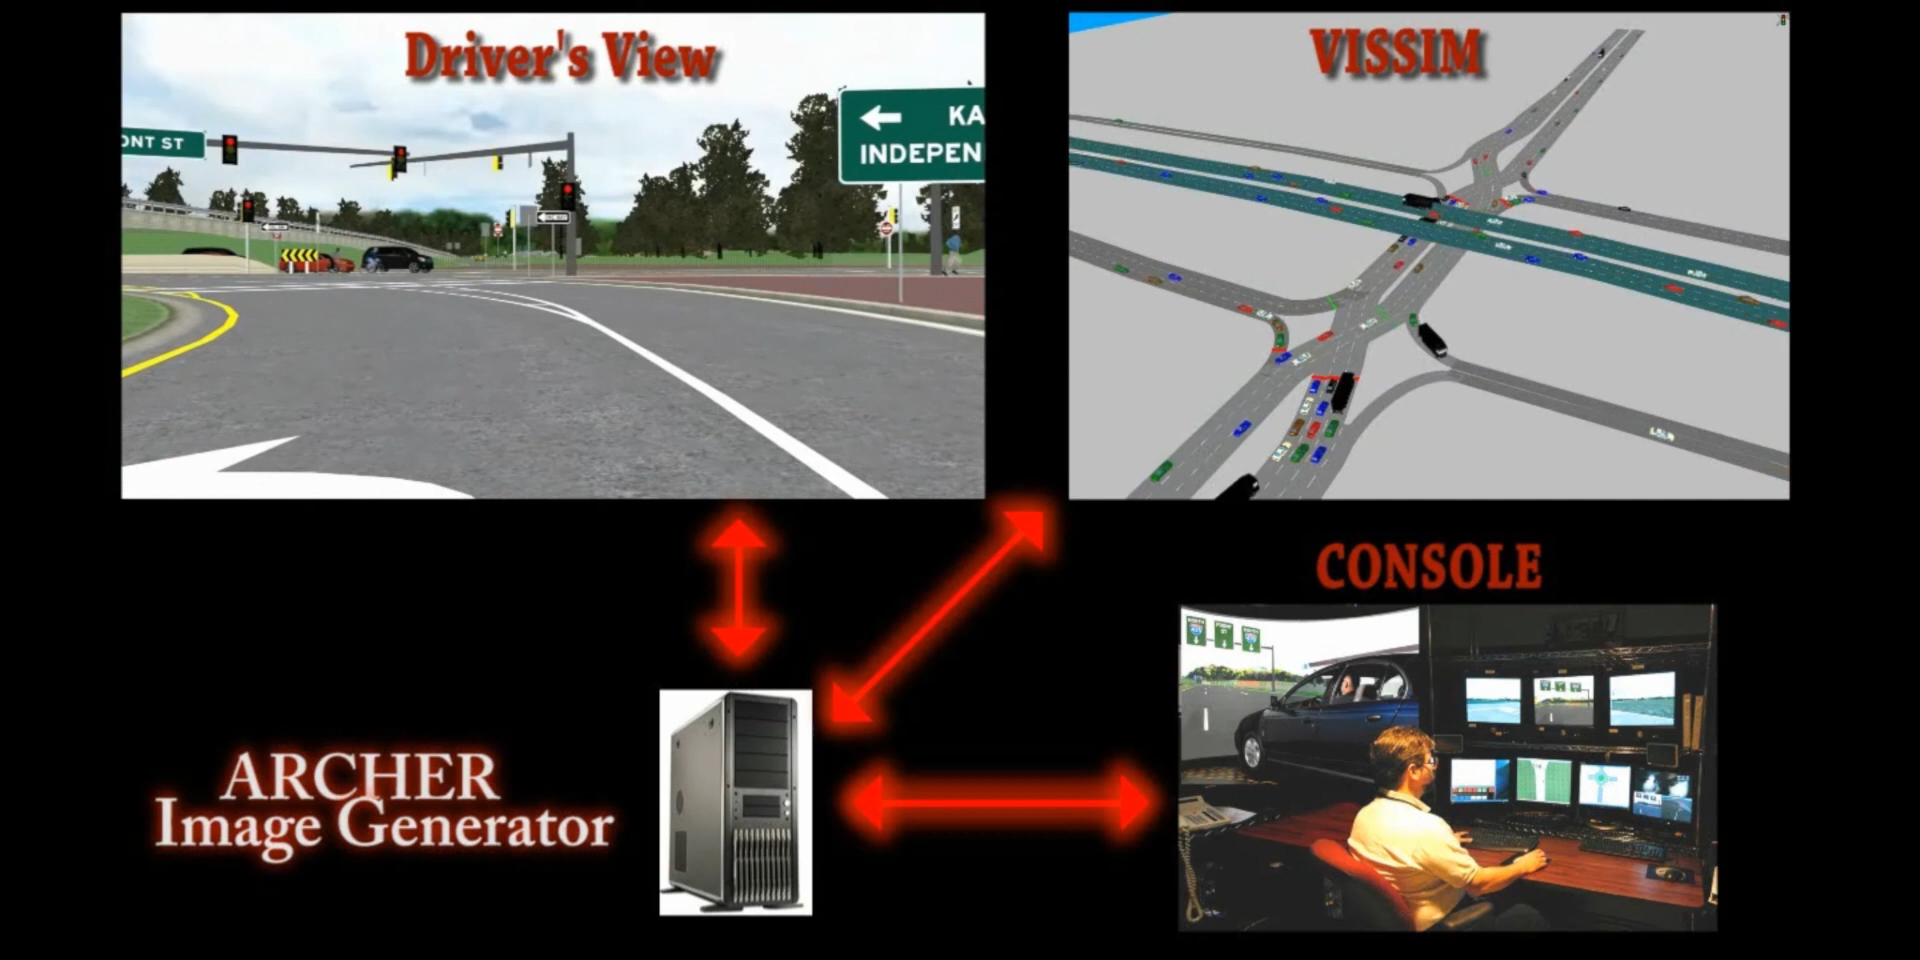 Driver's View
ONT ST
KA
INDEPEN
VISSIM
CONSOLE
ARCHER
Image Generator